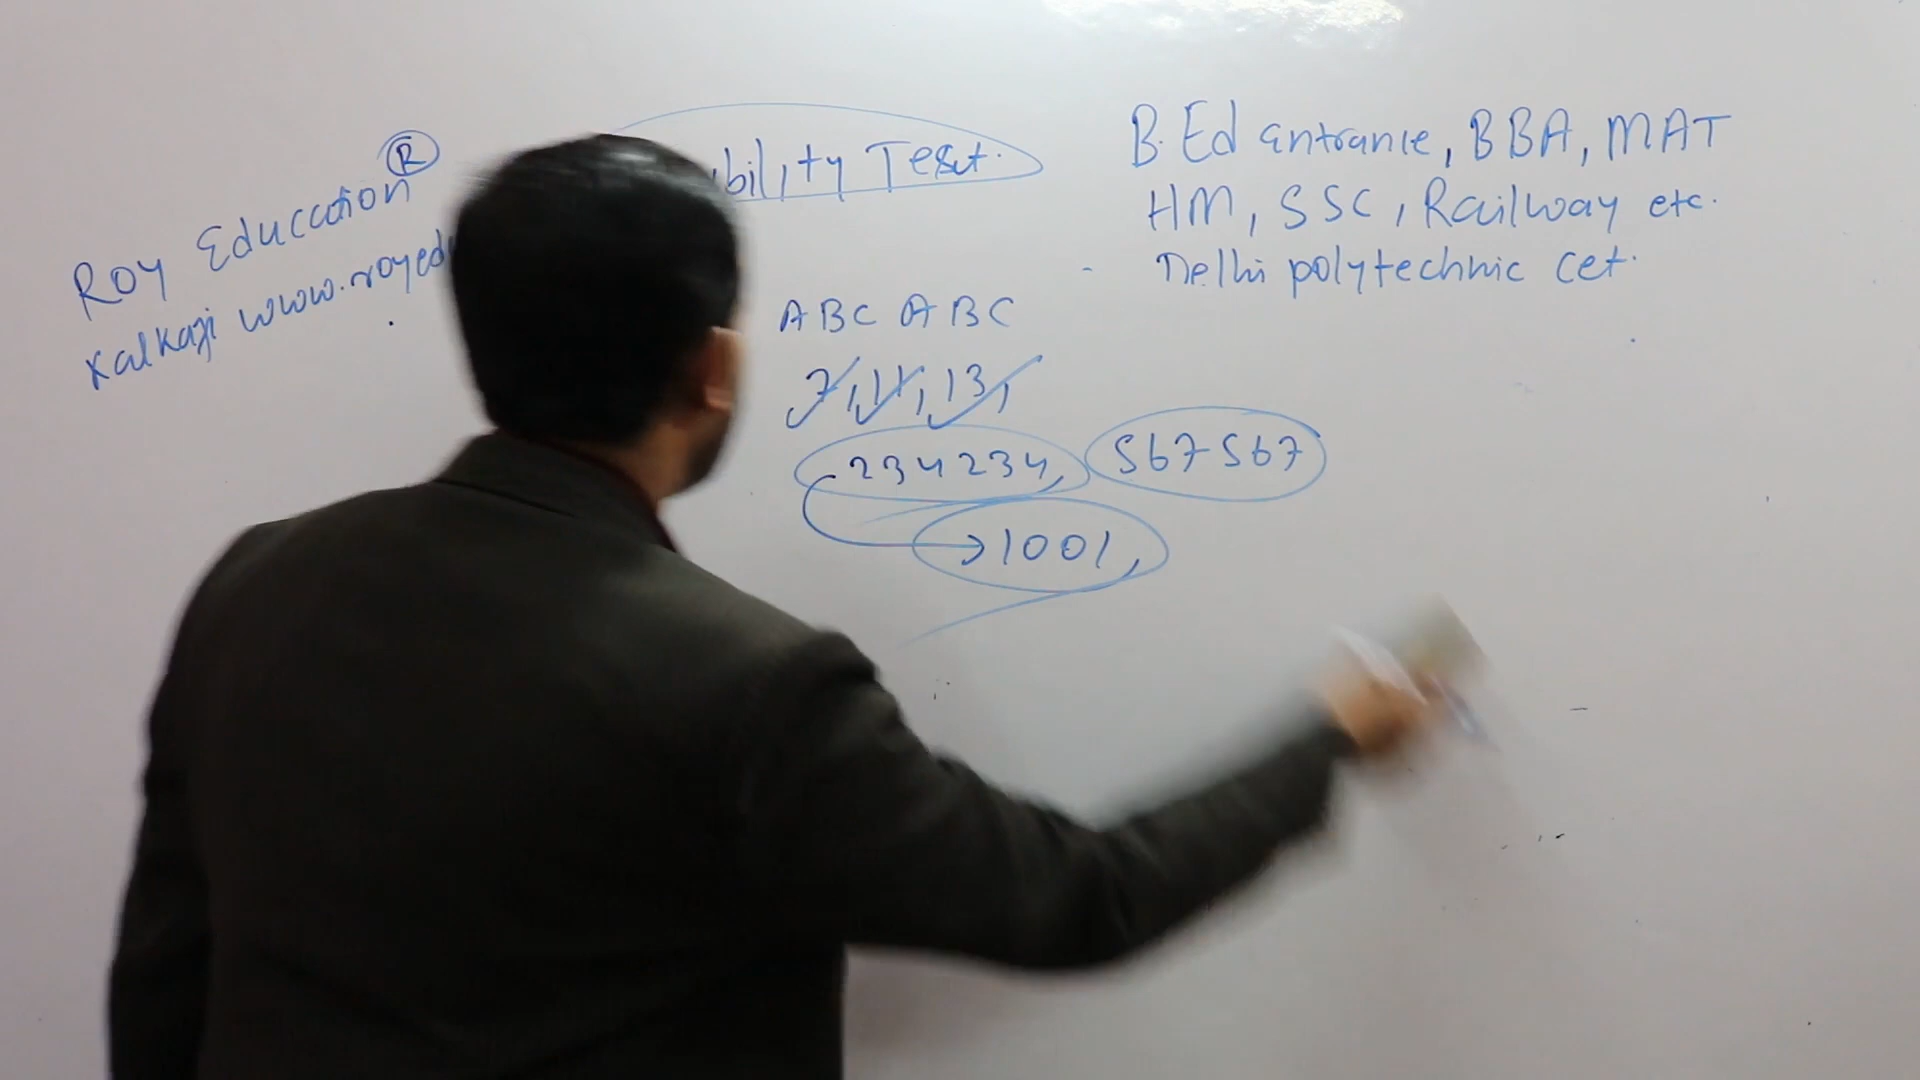 Roy Education ®
Kalkaji www.royed
bility Test.
B.Ed entrance, BBA, MAT
HM, SSC, Railway etc.
Delhi polytechnic cet.
ABC ABC
7, 11, 13,
234234, 567567
1001,